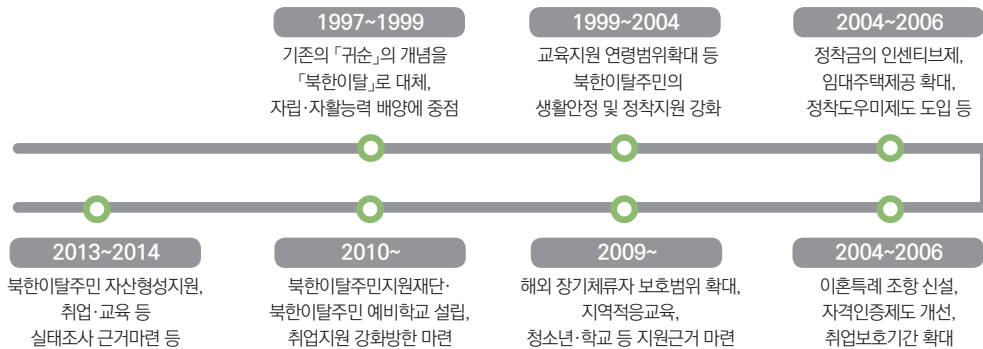 1997~1999
기존의 「귀순」의 개념을
「북한이탈」로 대체,
자립·자활능력 배양에 중점
1999~2004
교육지원 연령범위확대 등
북한이탈주민의
생활안정 및 정착지원 강화
2004~2006
정착금의 인센티브제,
임대주택제공 확대,
정착도우미제도 도입 등
2013~2014
북한이탈주민 자산형성지원,
취업·교육 등
실태조사 근거마련 등
2010~
북한이탈주민지원재단·
북한이탈주민 예비학교 설립,
취업지원 강화방한 마련
2009~
해외 장기체류자 보호범위 확대,
지역적응교육,
청소년·학교 등 지원근거 마련
2004~2006
이혼특례 조항 신설,
자격인증제도 개선,
취업보호기간 확대